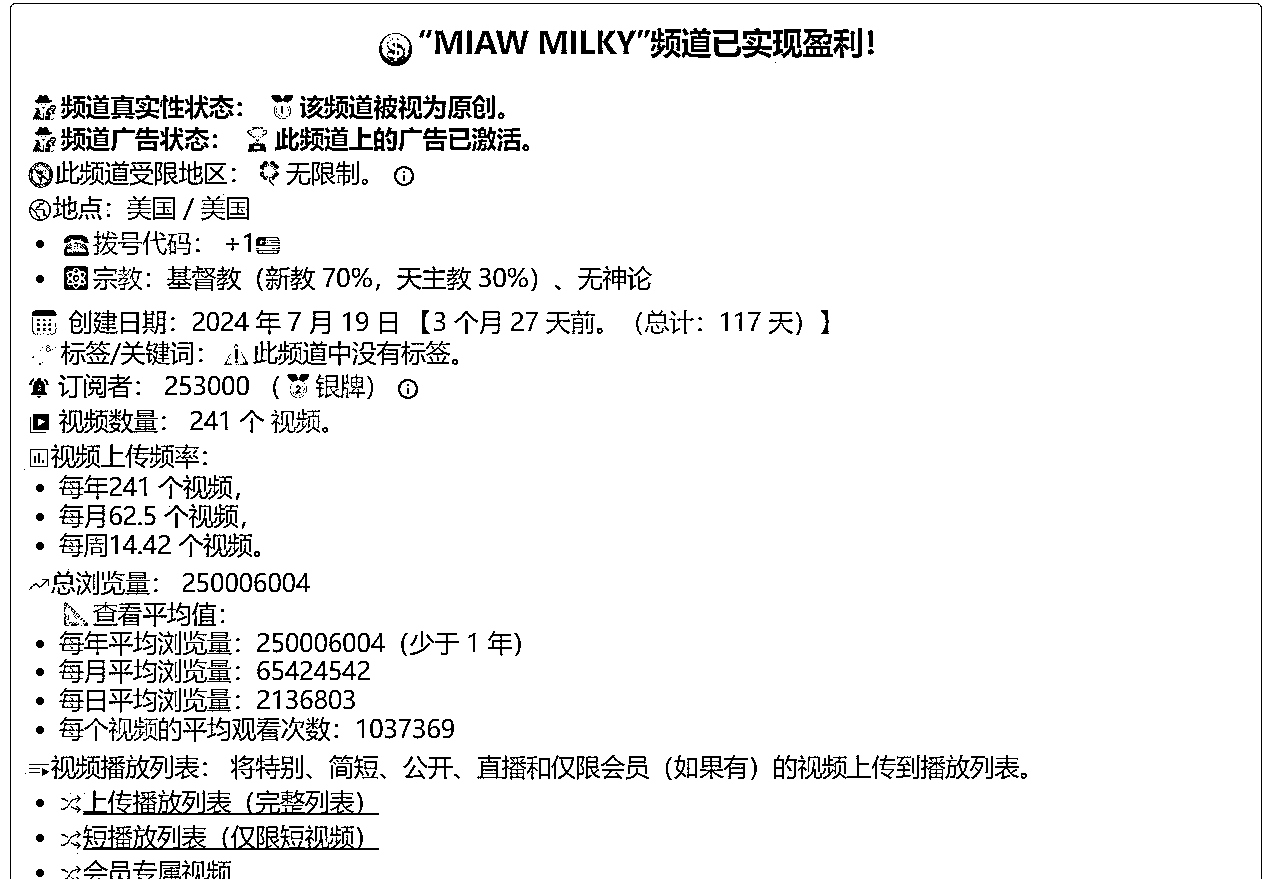 “MIAW MILKY”频道已实现盈利！
频道真实性状态： 该频道被视为原创。
频道广告状态： 此频道上的广告已激活。
此频道受限地区： 无限制。
地点：美国 / 美国
• 拨号代码： +1
• 宗教：基督教（新教 70%，天主教 30%）、无神论
创建日期：2024 年 7 月 19 日 【3 个月 27 天前。（总计：117 天）】
标签/关键词： 此频道中没有标签。
订阅者： 253000 （银牌）
视频数量： 241 个 视频。
视频上传频率：
• 每年241 个视频，
• 每月62.5 个视频，
• 每周14.42 个视频。
总浏览量： 250006004
查看平均值：
• 每年平均浏览量：250006004（少于 1 年）
• 每月平均浏览量：65424542
• 每日平均浏览量：2136803
• 每个视频的平均观看次数：1037369
视频播放列表： 将特别、简短、公开、直播和仅限会员（如果有）的视频上传到播放列表。
• 上传播放列表（完整列表）
• 短播放列表（仅限短视频）
• 会员专属视频